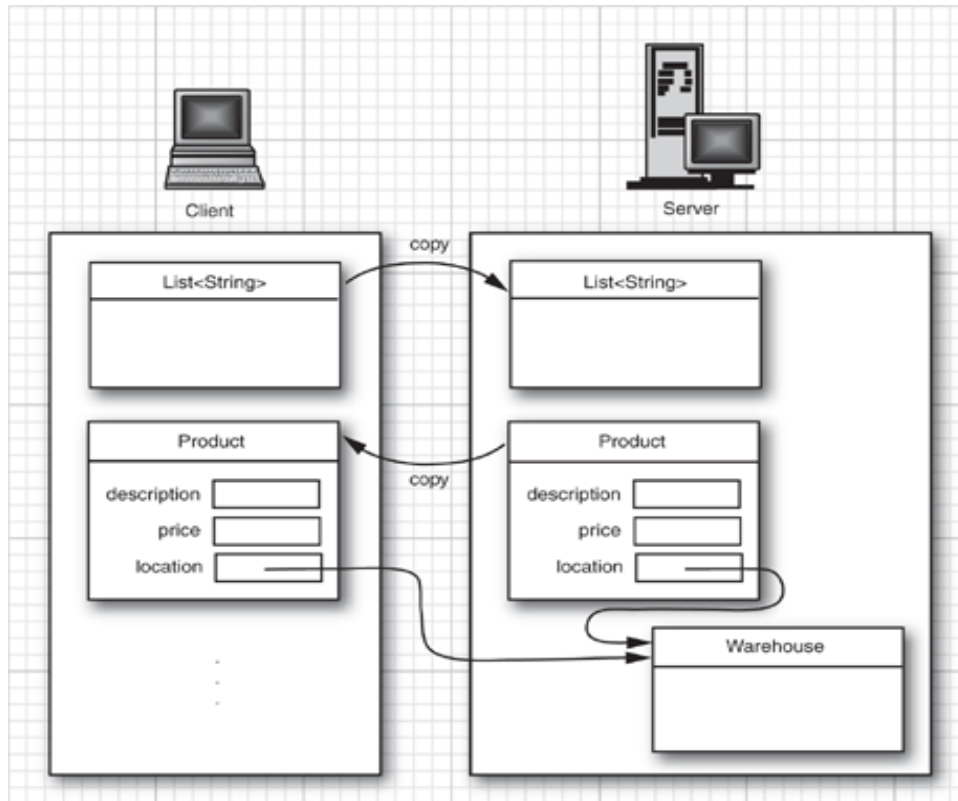 Client
Server
copy
List<String>
List<String>
Product
Product
copy
description
description
price
price
location
location
Warehouse